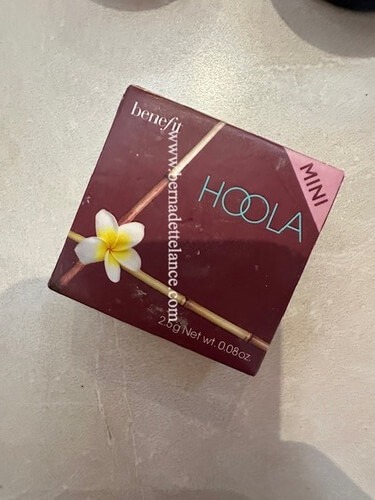 benefit
www.bernadettelance.com
HOOLA
MINI
2.5g Net wt. 0.08oz.